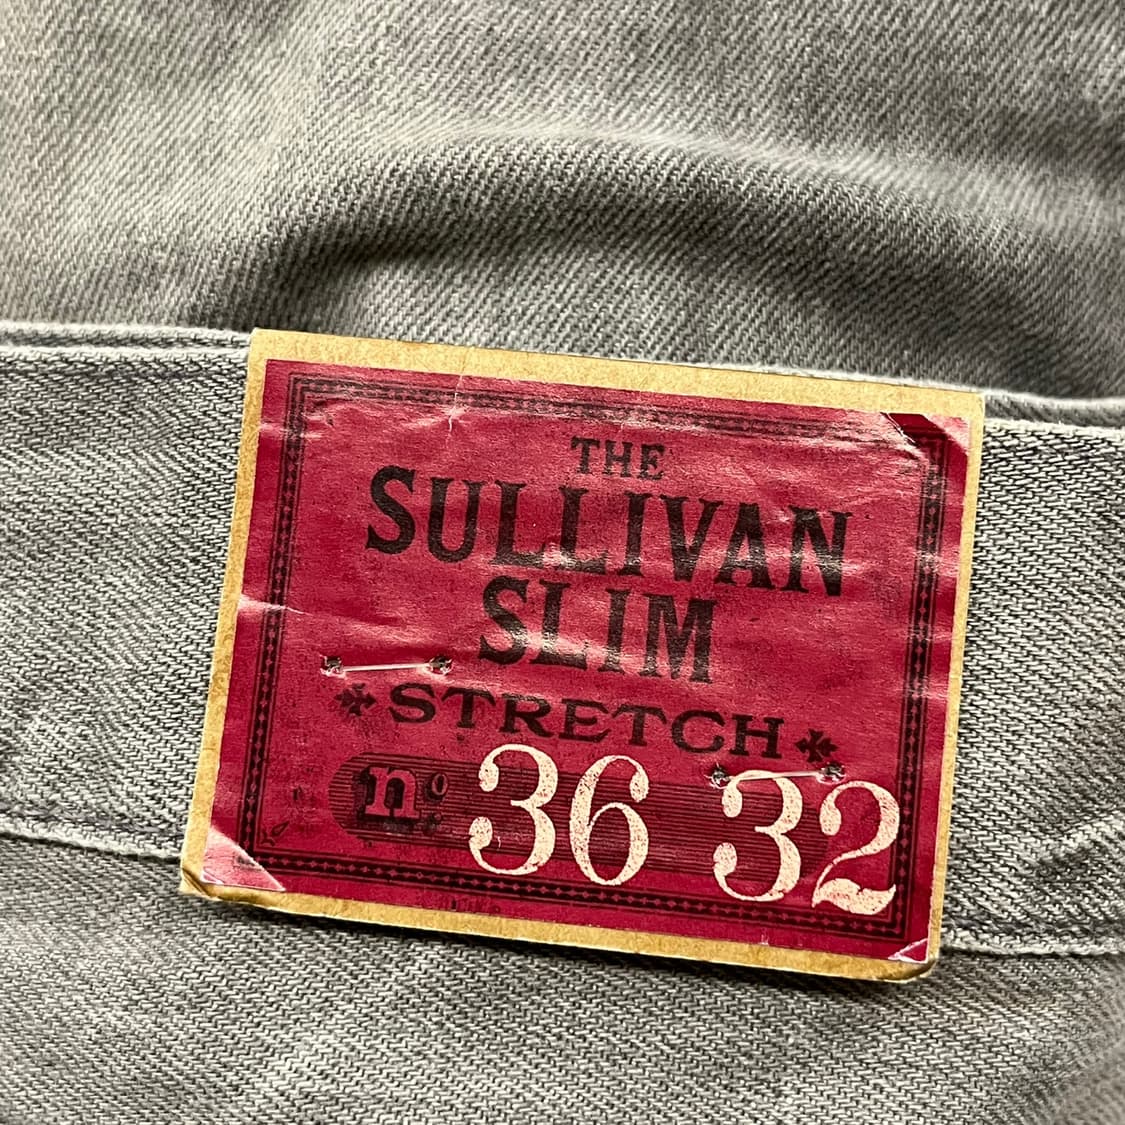 THE
SULLIVAN
SLIM
STRETCH
nº 36 32